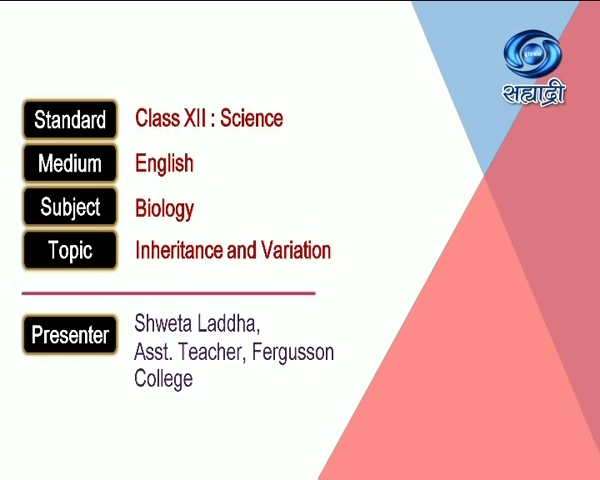 सह्याद्री
Standard Class XII : Science
Medium English
Subject Biology
Topic Inheritance and Variation
Presenter Shweta Laddha,
Asst. Teacher, Fergusson
College